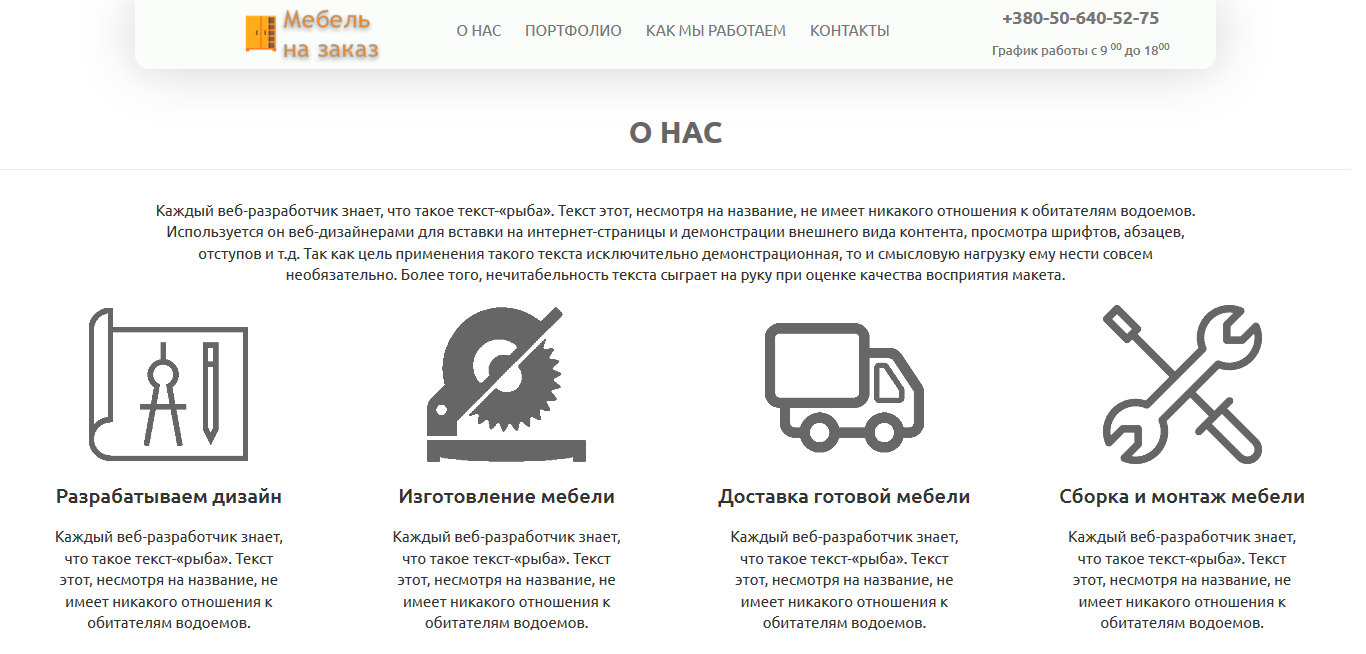 Мебель
на заказ
О НАС ПОРТФОЛИО КАК МЫ РАБОТАЕМ КОНТАКТЫ
+380-50-640-52-75
График работы с 9 00 до 1800
О НАС
Каждый веб-разработчик знает, что такое текст-«рыба». Текст этот, несмотря на название, не имеет никакого отношения к обитателям водоемов.
Используется он веб-дизайнерами для вставки на интернет-страницы и демонстрации внешнего вида контента, просмотра шрифтов, абзацев,
отступов и т.д. Так как цель применения такого текста исключительно демонстрационная, то и смысловую нагрузку ему нести совсем
необязательно. Более того, нечитабельность текста сыграет на руку при оценке качества восприятия макета.
Разрабатываем дизайн
Каждый веб-разработчик знает,
что такое текст-«рыба». Текст
этот, несмотря на название, не
имеет никакого отношения к
обитателям водоемов.
Изготовление мебели
Каждый веб-разработчик знает,
что такое текст-«рыба». Текст
этот, несмотря на название, не
имеет никакого отношения к
обитателям водоемов.
Доставка готовой мебели
Каждый веб-разработчик знает,
что такое текст-«рыба». Текст
этот, несмотря на название, не
имеет никакого отношения к
обитателям водоемов.
Сборка и монтаж мебели
Каждый веб-разработчик знает,
что такое текст-«рыба». Текст
этот, несмотря на название, не
имеет никакого отношения к
обитателям водоемов.